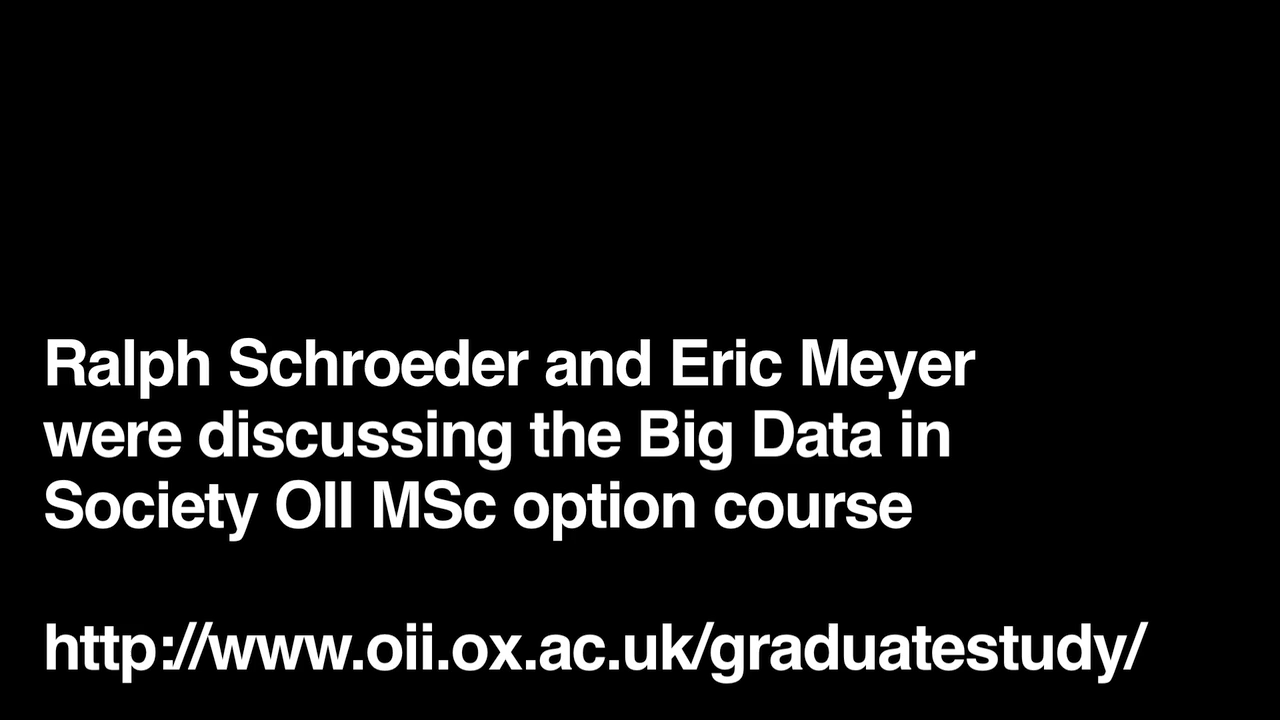 Ralph Schroeder and Eric Meyer
were discussing the Big Data in
Society OII MSc option course
http://www.oii.ox.ac.uk/graduatestudy/